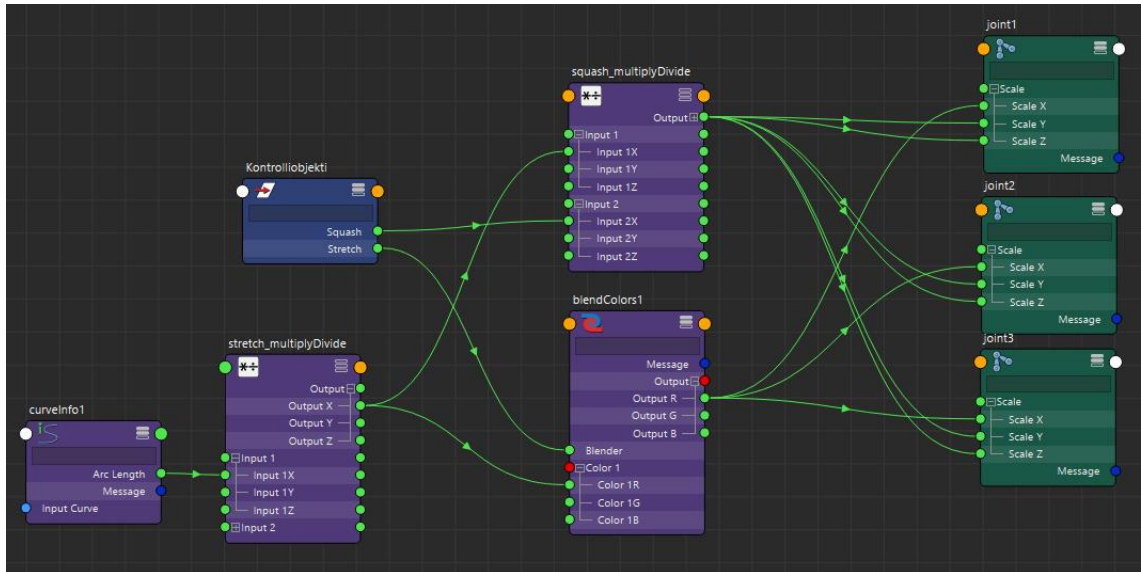 curveInfo1
Arc Length
Message
Input Curve
Kontrolliobjekti
Squash
Stretch
stretch_multiplyDivide
Output
Output X
Output Y
Output Z
Input 1
Input 1X
Input 1Y
Input 1Z
Input 2
squash_multiplyDivide
Output
Input 1
Input 1X
Input 1Y
Input 1Z
Input 2
Input 2X
Input 2Y
Input 2Z
blendColors1
Message
Output
Output R
Output G
Output B
Blender
Color 1
Color 1R
Color 1G
Color 1B
joint1
Scale
Scale X
Scale Y
Scale Z
Message
joint2
Scale
Scale X
Scale Y
Scale Z
Message
joint3
Scale
Scale X
Scale Y
Scale Z
Message